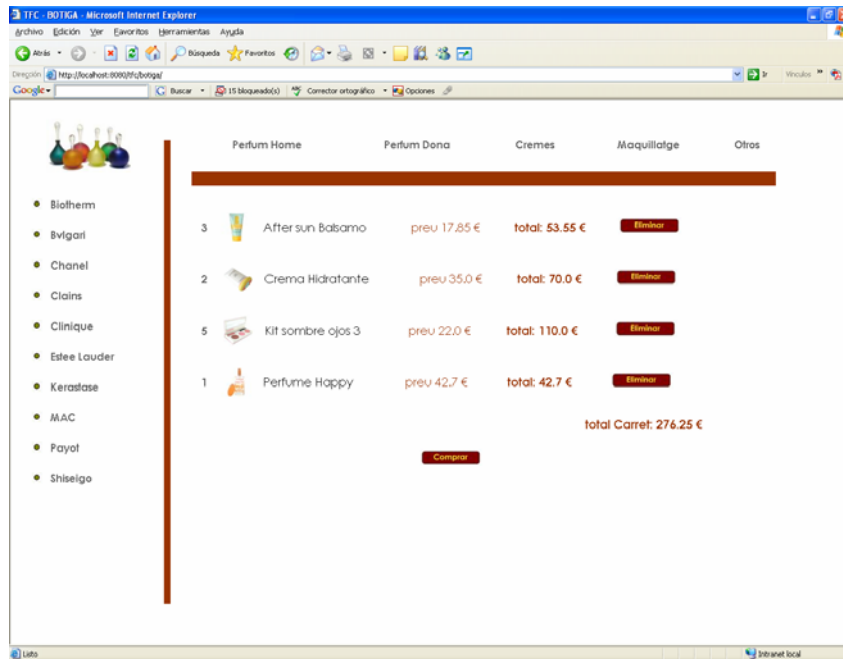 TFC - BOTIGA - Microsoft Internet Explorer
Archivo Edición Ver Favoritos Herramientas Ayuda
Atrás Búsqueda Favoritos
Dirección http://localhost:8080/tfc/botiga/ Ir Vínculos »
Google Buscar 15 bloqueado(s) Corrector ortográfico Opciones
Perfum Home Perfum Dona Cremes Maquillatge Otros
Biotherm
Bvlgari
Chanel
Clains
Clinique
Estee Lauder
Kerastase
MAC
Payot
Shiseigo
3 After sun Balsamo preu 17.85 € total: 53.55 € Eliminar
2 Crema Hidratante preu 35.0 € total: 70.0 € Eliminar
5 Kit sombre ojos 3 preu 22.0 € total: 110.0 € Eliminar
1 Perfume Happy preu 42.7 € total: 42.7 € Eliminar
total Carret: 276.25 €
Comprar
Listo Intranet local